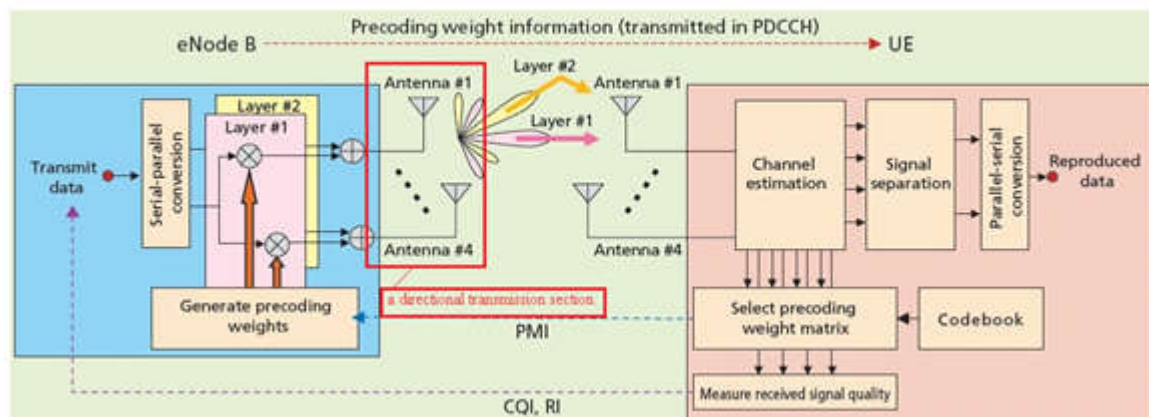 Precoding weight information (transmitted in PDCCH)
eNode B
UE
Antenna #1
Layer #2
Antenna #1
Layer #2
Layer #1
Layer #1
Transmit
data
Serial-parallel
conversion
Channel
estimation
Signal
separation
Parallel-serial
conversion
Reproduced
data
Antenna #4
Antenna #4
a directional transmission section
Generate precoding
weights
Select precoding
weight matrix
Codebook
PMI
Measure received signal quality
CQI, RI